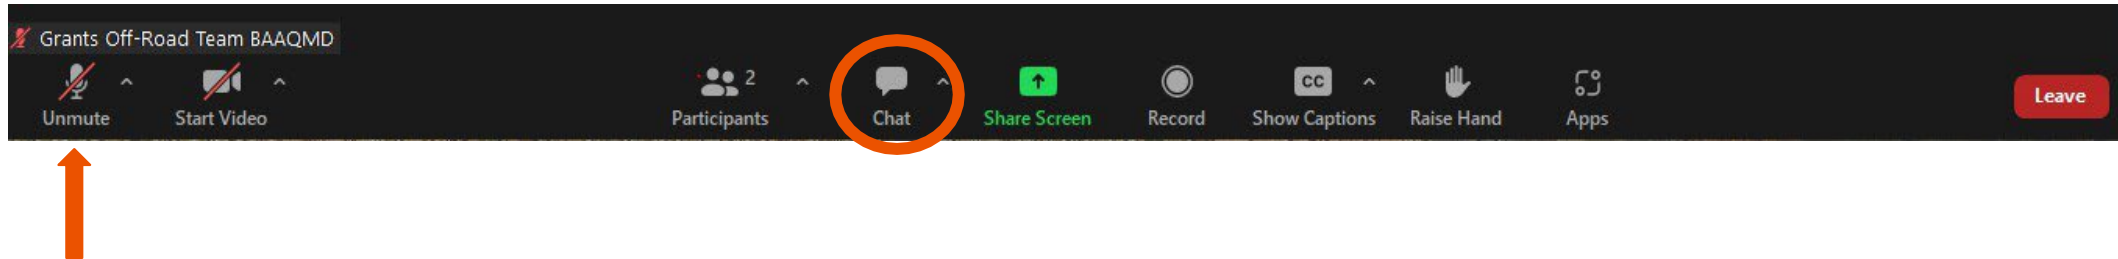 Grants Off-Road Team BAAQMD
Unmute
Start Video
2
Participants
Chat
Share Screen
Record
CC
Show Captions
Raise Hand
Apps
Leave